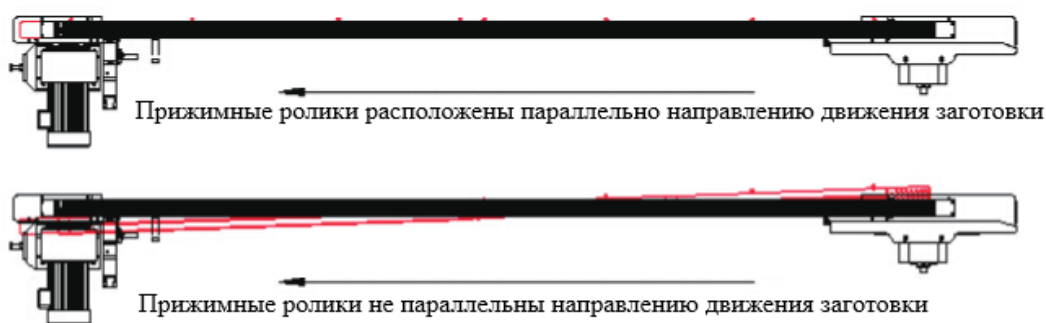 Прижимные ролики расположены параллельно направлению движения заготовки
Прижимные ролики не параллельны направлению движения заготовки